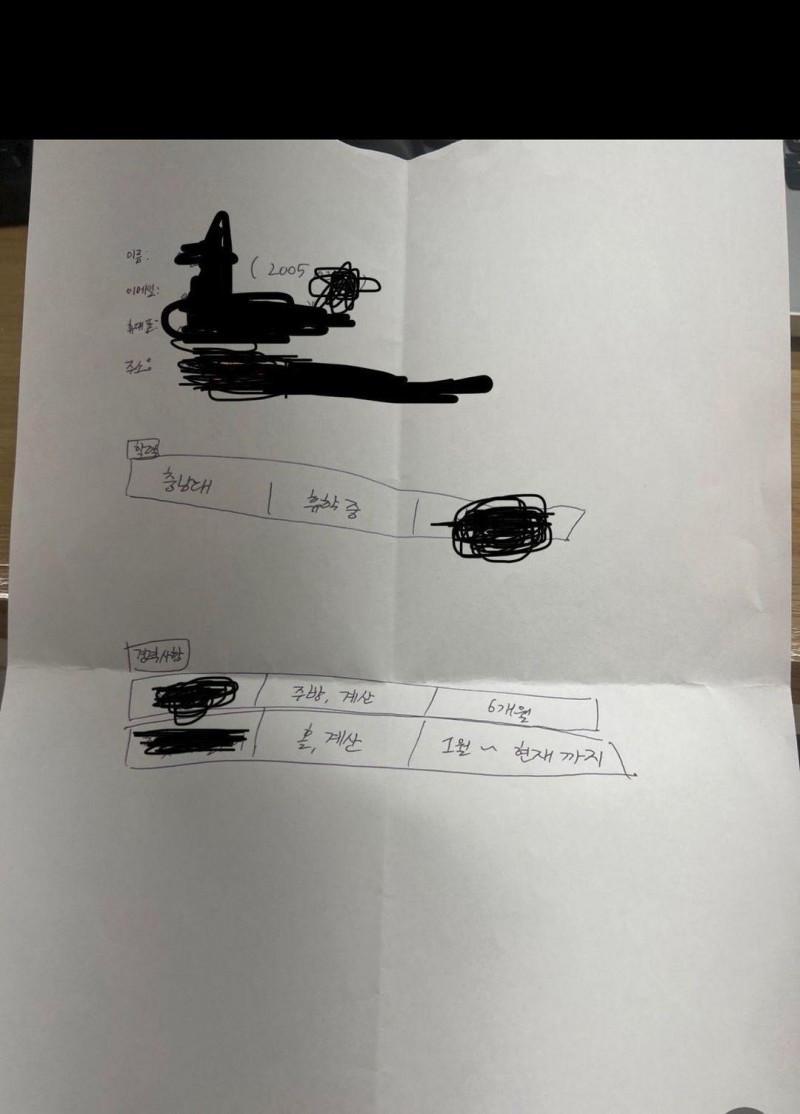 이름: (2005
이메일:
휴대폰:
주소:
학력
충남대 | 휴학 중 |
경력사항
주방, 계산 6개월
홀, 계산 1월 ~ 현재 까지